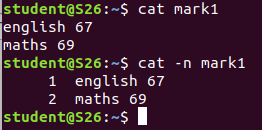 student@S26:~$ cat mark1
english 67
maths 69
student@S26:~$ cat -n mark1
     1  english 67
     2  maths 69
student@S26:~$